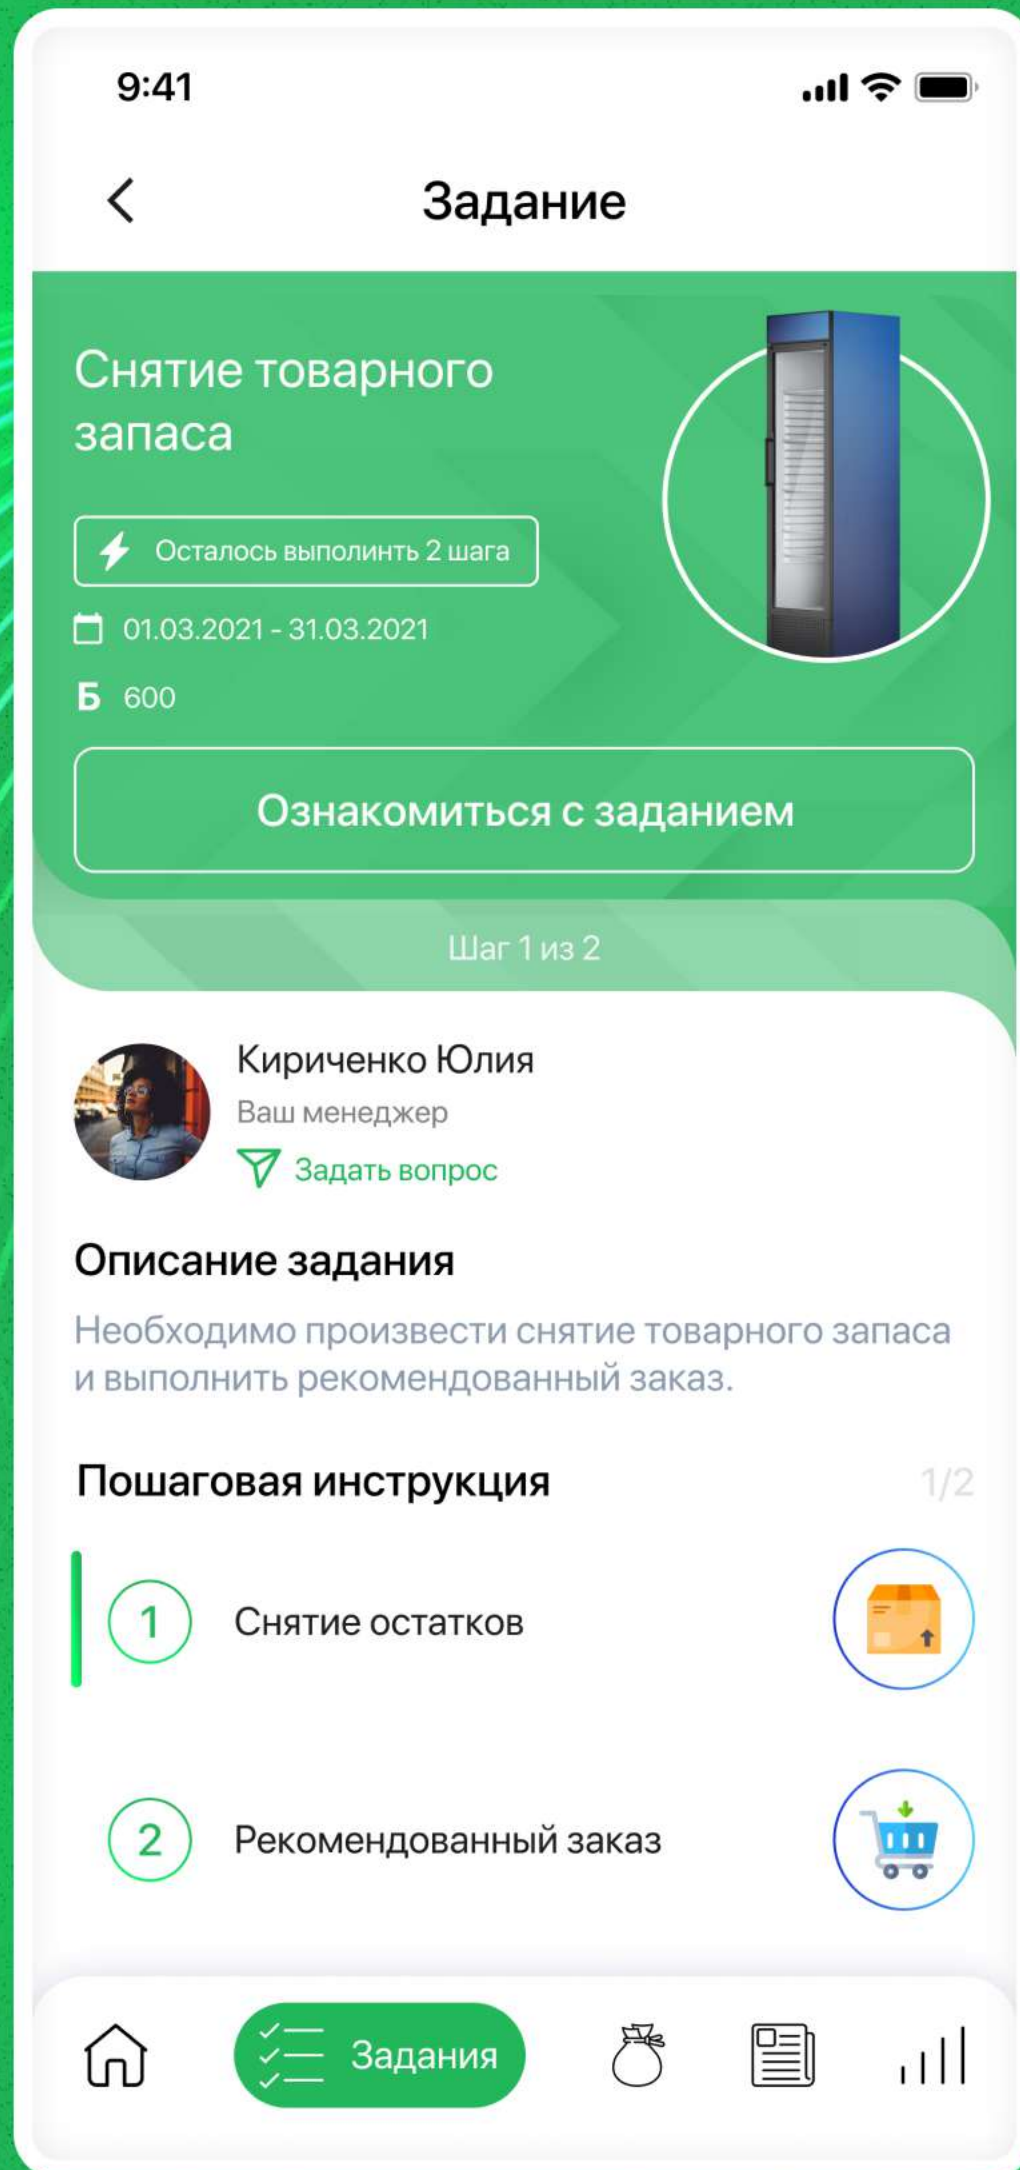 9:41
Задание
Снятие товарного
запаса
Осталось выполинть 2 шага
01.03.2021 - 31.03.2021
Б 600
Ознакомиться с заданием
Шаг 1 из 2
Кириченко Юлия
Ваш менеджер
Задать вопрос
Описание задания
Необходимо произвести снятие товарного запаса
и выполнить рекомендованный заказ.
Пошаговая инструкция 1/2
1 Снятие остатков
2 Рекомендованный заказ
Задания